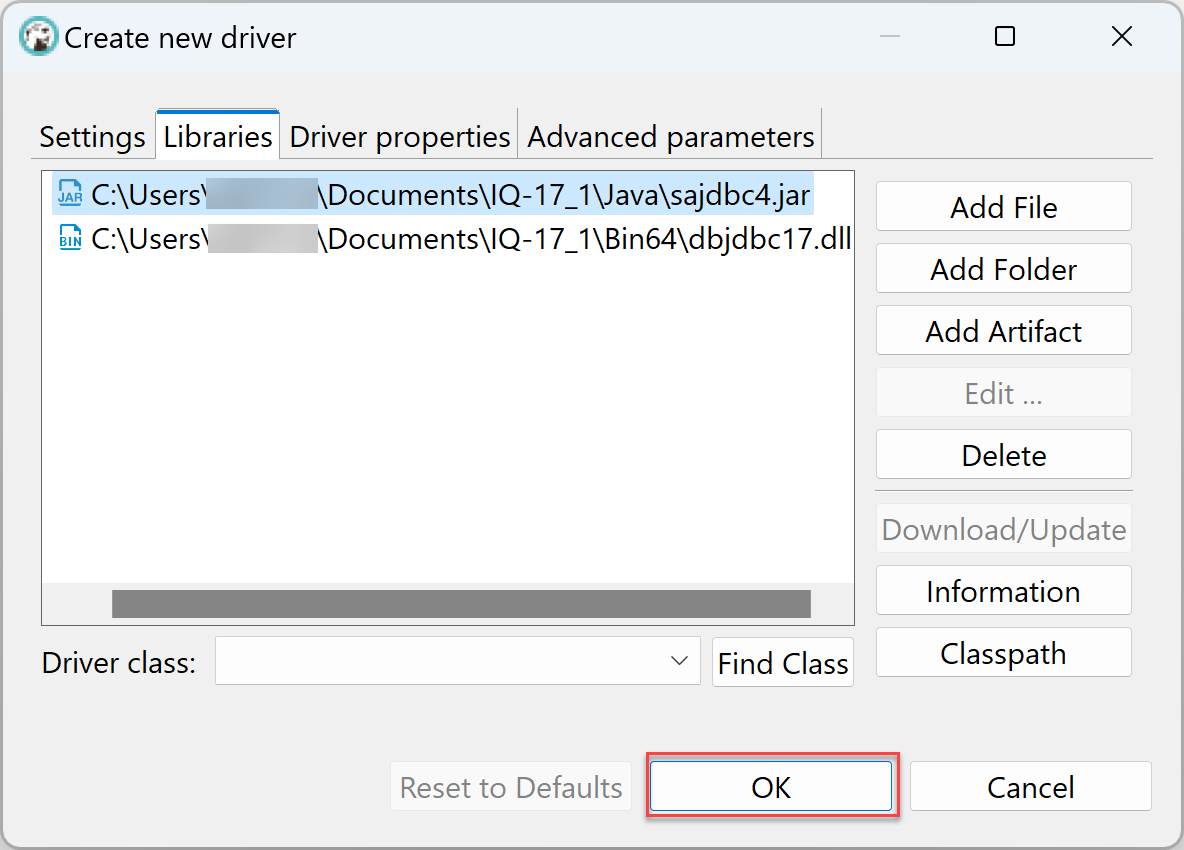 Create new driver
Settings Libraries Driver properties Advanced parameters
JAR C:\Users\ \Documents\IQ-17_1\Java\sajdbc4.jar
BIN C:\Users\ \Documents\IQ-17_1\Bin64\dbjdbc17.dll
Add File
Add Folder
Add Artifact
Edit ...
Delete
Download/Update
Information
Classpath
Driver class: Find Class
Reset to Defaults OK Cancel